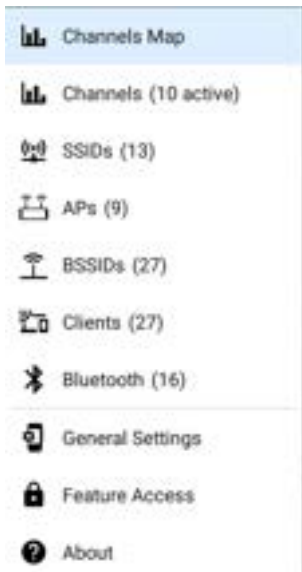 Channels Map
Channels (10 active)
SSIDs (13)
APs (9)
BSSIDs (27)
Clients (27)
Bluetooth (16)
General Settings
Feature Access
About